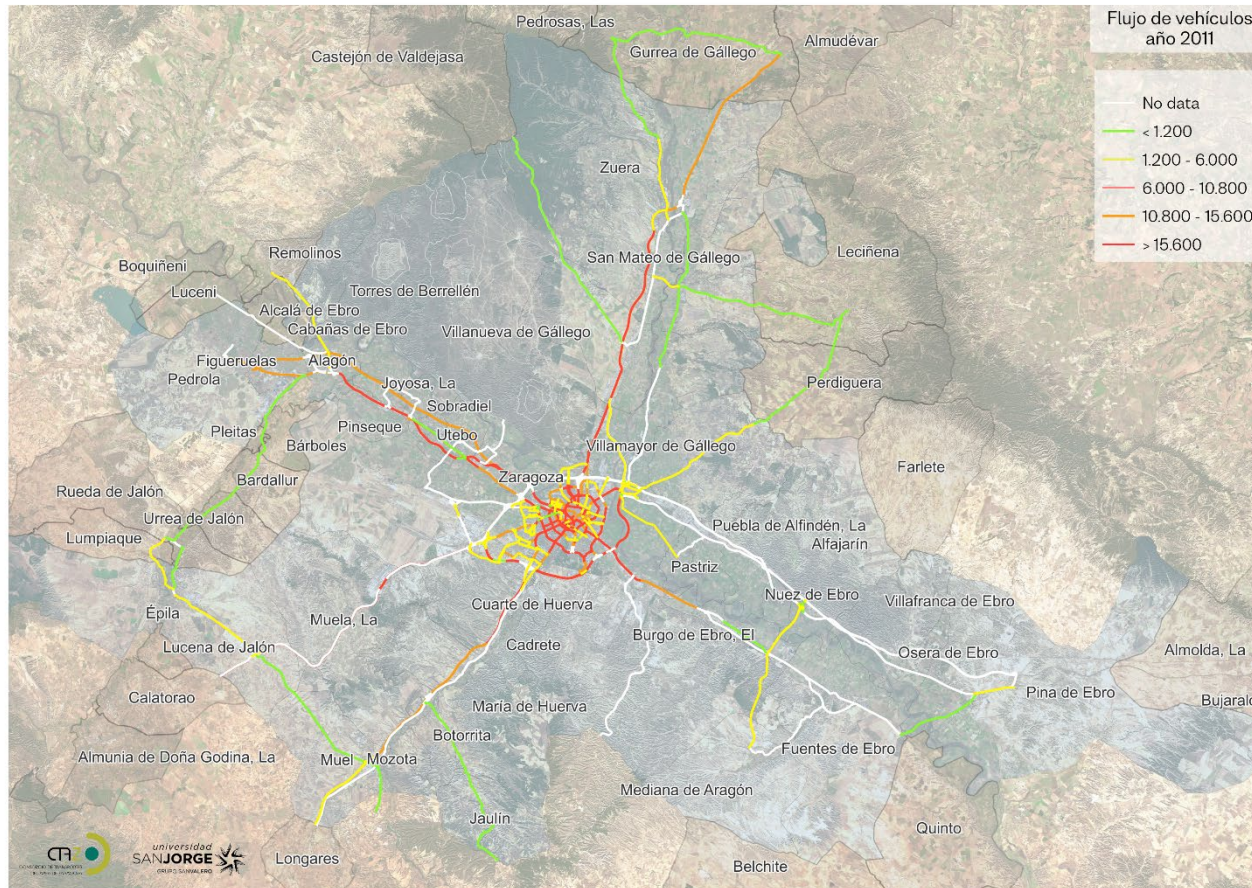 Flujo de vehículos
año 2011
No data
< 1.200
1.200 - 6.000
6.000 - 10.800
10.800 - 15.600
> 15.600
Pedrosas, Las
Almudévar
Gurrea de Gállego
Castejón de Valdejasa
Zuera
Leciñena
San Mateo de Gállego
Remolinos
Boquiñeni
Luceni
Torres de Berrellén
Alcalá de Ebro
Cabañas de Ebro
Villanueva de Gállego
Figueruelas
Alagón
Pedrola
Joyosa, La
Perdiguera
Sobradiel
Pinseque
Utebo
Pleitas
Bárboles
Villamayor de Gállego
Farlete
Zaragoza
Bardallur
Rueda de Jalón
Urrea de Jalón
Puebla de Alfindén, La
Lumpiaque
Alfajarín
Pastriz
Nuez de Ebro
Villafranca de Ebro
Épila
Muela, La
Cuarte de Huerva
Burgo de Ebro, El
Lucena de Jalón
Cadrete
Osera de Ebro
Almolda, La
Calatorao
Pina de Ebro
Bujaralo
María de Huerva
Botorrita
Almunia de Doña Godina, La
Muel
Mozota
Fuentes de Ebro
Mediana de Aragón
Jaulín
Quinto
Longares
Belchite
universidad
SANJORGE
GRUPO SANVALERO